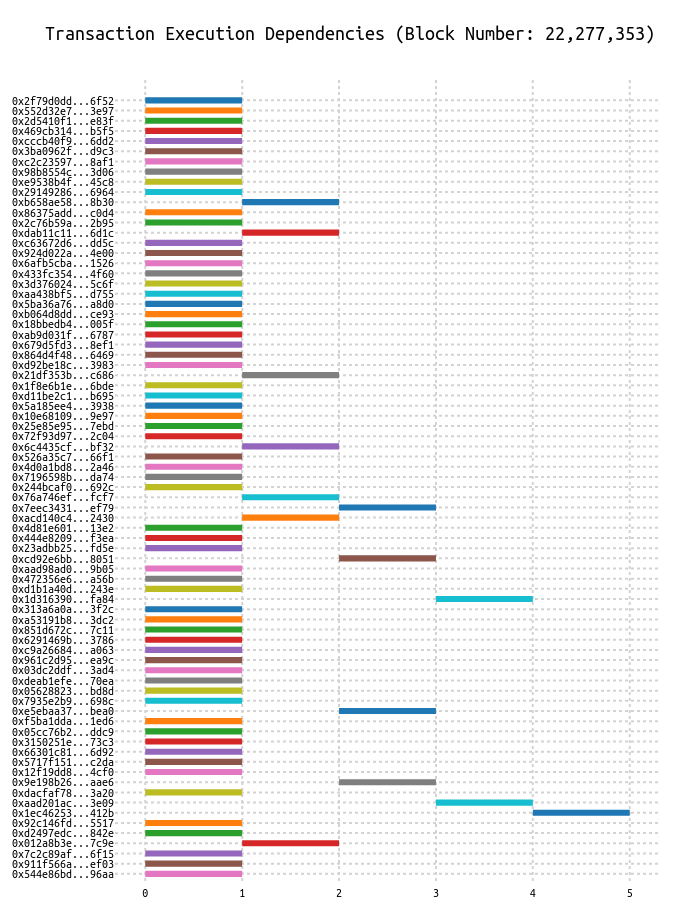 Transaction Execution Dependencies (Block Number: 22,277,353)
0x2f79d0dd...6f52
0x552d32e7...3e97
0x2d5410f1...e83f
0x469cb314...b5f5
0xcccb40f9...6dd2
0x3ba0962f...d9c3
0xc2c23597...8af1
0x98b8554c...3d06
0xe9538b4f...45c8
0x29149286...6964
0xb658ae58...8b30
0x86375add...c0d4
0x2c76b59a...2b95
0xdab11c11...6d1c
0xc63672d6...dd5c
0x924d022a...4e00
0x6afb5cba...1526
0x433fc354...4f60
0x3d376024...5c6f
0xaa438bf5...d755
0x5ba36a76...a8d0
0xb064d8dd...ce93
0x18bbedb4...005f
0xab9d031f...6787
0x679d5fd3...8ef1
0x864d4f48...6469
0xd92be18c...3983
0x21df353b...c686
0x1f8e6b1e...6bde
0xd11be2c1...b695
0x5a185ee4...3938
0x10e68109...9e97
0x25e85e95...7ebd
0x72f93d97...2c04
0x6c4435cf...bf32
0x526a35c7...66f1
0x4d0a1bd8...2a46
0x7196598b...da74
0x244bcaf0...692c
0x76a746ef...fcf7
0x7eec3431...ef79
0xacd140c4...2430
0x4d81e601...13e2
0x444e8209...f3ea
0x23adbb25...fd5e
0xcd92e6bb...8051
0xaad98ad0...9b05
0x472356e6...a56b
0xd1b1a40d...243e
0x1d316390...fa84
0x313a6a0a...3f2c
0xa53191b8...3dc2
0x851d672c...7c11
0x6291469b...3786
0xc9a26684...a063
0x961c2d95...ea9c
0x03dc2ddf...3ad4
0xdeab1efe...70ea
0x05628823...bd8d
0x7935e2b9...698c
0xe5ebaa37...bea0
0xf5ba1dda...1ed6
0x05cc76b2...ddc9
0x3150251e...73c3
0x66301c81...6d92
0x5717f151...c2da
0x12f19dd8...4cf0
0x9e198b26...aae6
0xdacfaf78...3a20
0xaad201ac...3e09
0x1ec46253...412b
0x92c146fd...5517
0xd2497edc...842e
0x012a8b3e...7c9e
0x7c2c89af...6f15
0x911f566a...ef03
0x544e86bd...96aa
0 1 2 3 4 5